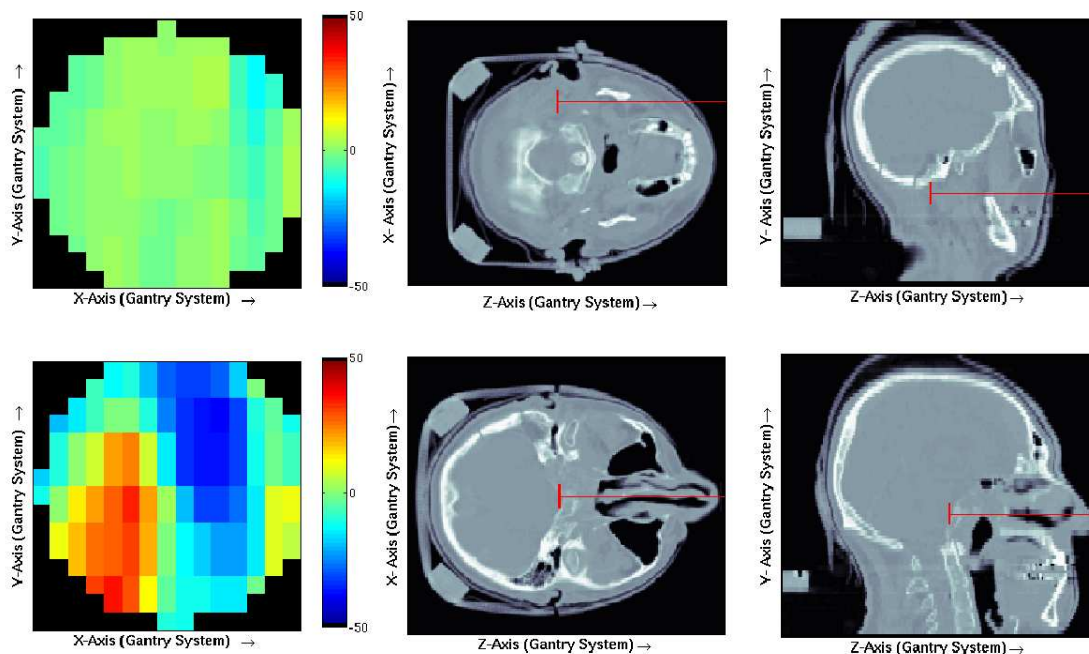 50
0
-50
Y-Axis (Gantry System) →
X-Axis (Gantry System) →
X- Axis (Gantry System) →
Z-Axis (Gantry System) →
Y- Axis (Gantry System) →
Z-Axis (Gantry System) →
50
0
-50
Y-Axis (Gantry System) →
X-Axis (Gantry System) →
X- Axis (Gantry System) →
Z-Axis (Gantry System) →
Y- Axis (Gantry System) →
Z-Axis (Gantry System) →